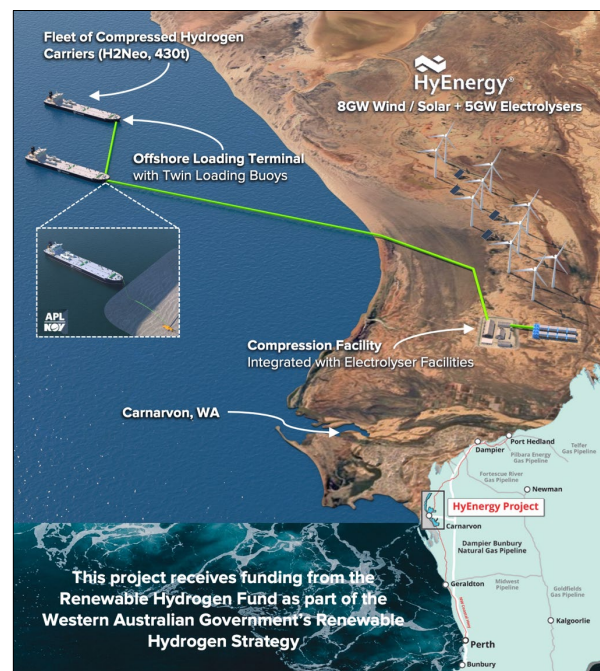 Fleet of Compressed Hydrogen
Carriers (H2Neo, 430t)
HyEnergy®
8GW Wind / Solar + 5GW Electrolysers
Offshore Loading Terminal
with Twin Loading Buoys
APL
NOV
Compression Facility
Integrated with Electrolyser Facilities
Carnarvon, WA
Port Hedland
Dampier
Telfer
Gas Pipeline
Pilbara Energy
Gas Pipeline
Fortescue River
Gas Pipeline
Newman
HyEnergy Project
Carnarvon
Dampier Bunbury
Natural Gas Pipeline
Geraldton
Midwest
Pipeline
Goldfields
Gas Pipeline
Kalgoorlie
Perth
Bunbury
This project receives funding from the
Renewable Hydrogen Fund as part of the
Western Australian Government's Renewable
Hydrogen Strategy